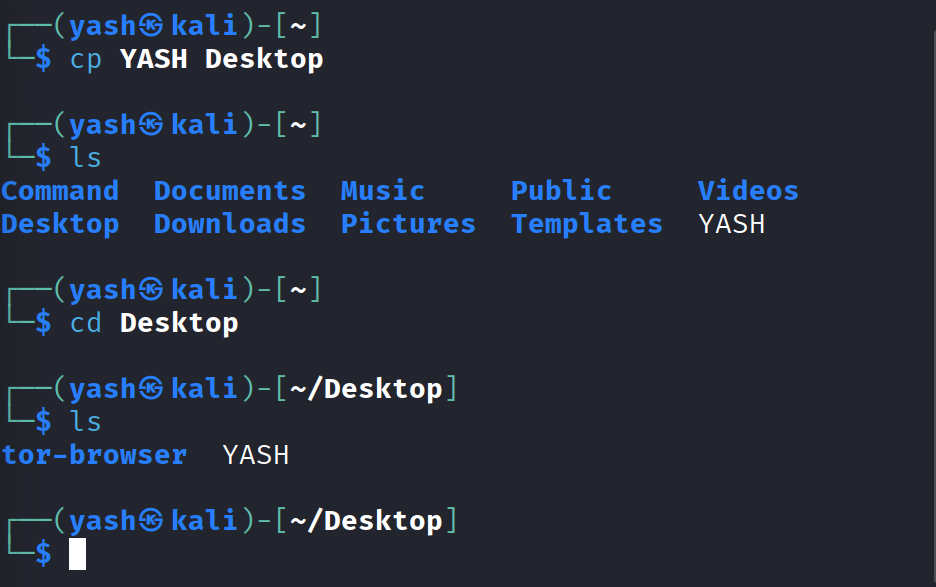 ┌──(yash㉿kali)-[~]
└─$ cp YASH Desktop
┌──(yash㉿kali)-[~]
└─$ ls
Command  Documents  Music     Public     Videos
Desktop  Downloads  Pictures  Templates  YASH
┌──(yash㉿kali)-[~]
└─$ cd Desktop
┌──(yash㉿kali)-[~/Desktop]
└─$ ls
tor-browser  YASH
┌──(yash㉿kali)-[~/Desktop]
└─$